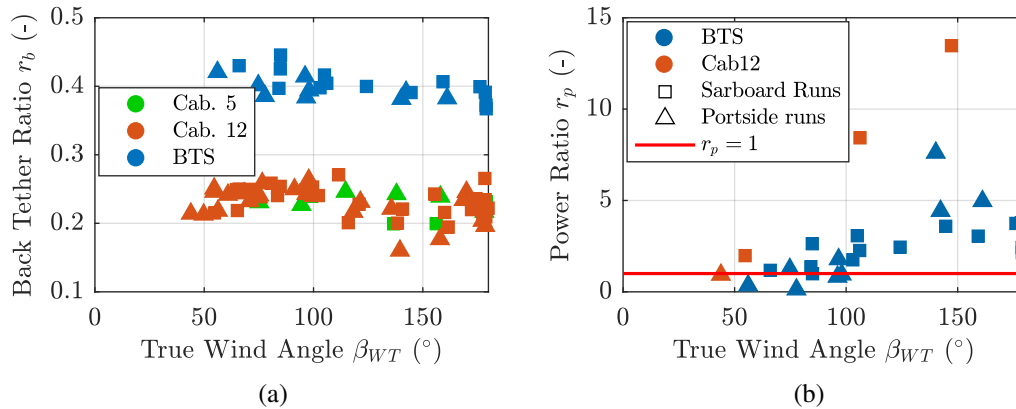 0.5
0.4
0.3
0.2
0.1
Back Tether Ratio r_b (-)
Cab. 5
Cab. 12
BTS
0
50
100
150
True Wind Angle β_WT (°)
(a)
15
10
5
0
Power Ratio r_p (-)
BTS
Cab12
Sarboard Runs
Portside runs
r_p = 1
0
50
100
150
True Wind Angle β_WT (°)
(b)